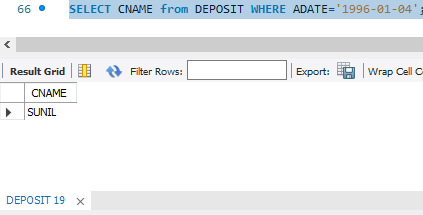 66 SELECT CNAME from DEPOSIT WHERE ADATE='1996-01-04';
Result Grid Filter Rows: Export: Wrap Cell Co
CNAME
SUNIL
DEPOSIT 19